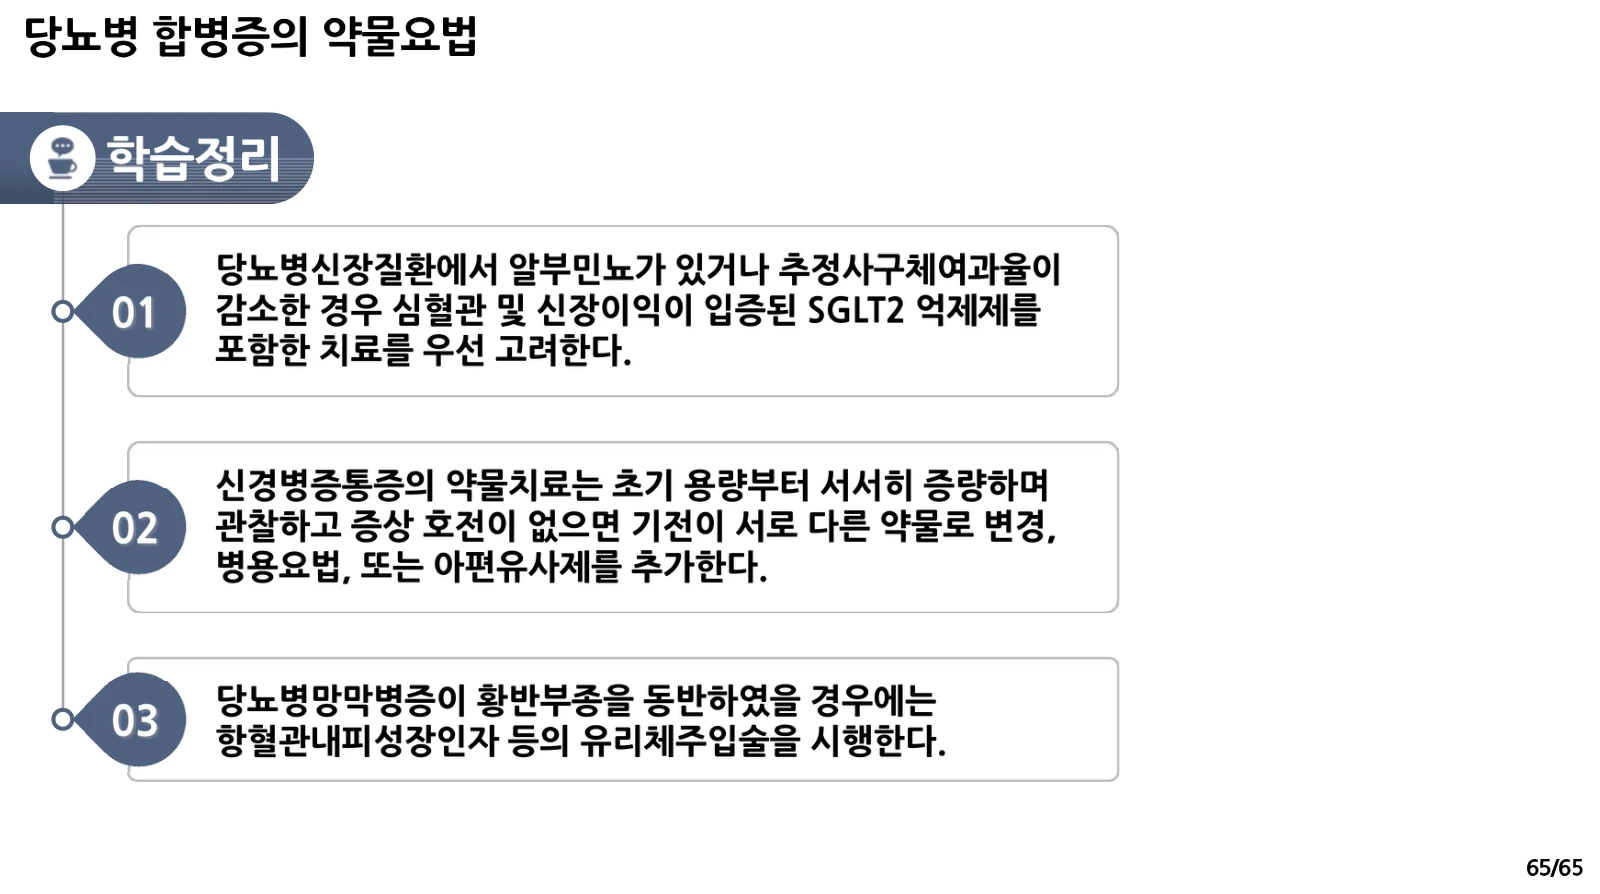 당뇨병 합병증의 약물요법
학습정리
01
당뇨병신장질환에서 알부민뇨가 있거나 추정사구체여과율이
감소한 경우 심혈관 및 신장이익이 입증된 SGLT2 억제제를
포함한 치료를 우선 고려한다.
02
신경병증통증의 약물치료는 초기 용량부터 서서히 증량하며
관찰하고 증상 호전이 없으면 기전이 서로 다른 약물로 변경,
병용요법, 또는 아편유사제를 추가한다.
03
당뇨병망막병증이 황반부종을 동반하였을 경우에는
항혈관내피성장인자 등의 유리체주입술을 시행한다.
65/65